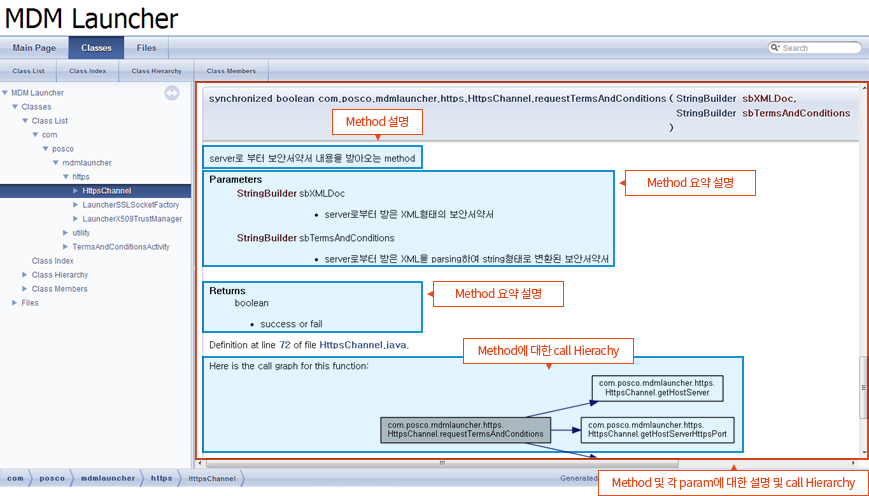 MDM Launcher
Main Page Classes Files Search
Class List Class Index Class Hierarchy Class Members
MDM Launcher
Classes
Class List
com
posco
mdmlauncher
https
HttpsChannel
LauncherSSLSocketFactory
LauncherX509TrustManager
utility
TermsAndConditionsActivity
Class Index
Class Hierarchy
Class Members
Files
synchronized boolean com.posco.mdmlauncher.https.HttpsChannel.requestTermsAndConditions ( StringBuilder sbXMLDoc,
StringBuilder sbTermsAndConditions
)
Method 설명
server로 부터 보안서약서 내용을 받아오는 method
Parameters
StringBuilder sbXMLDoc
• server로부터 받은 XML형태의 보안서약서
StringBuilder sbTermsAndConditions
• server로부터 받은 XML을 parsing하여 string형태로 변환된 보안서약서
Method 요약 설명
Returns
boolean
• success or fail
Method 요약 설명
Definition at line 72 of file HttpsChannel.java.
Method에 대한 call Hierachy
Here is the call graph for this function:
com.posco.mdmlauncher.https.
HttpsChannel.getHostServer
com.posco.mdmlauncher.https.
HttpsChannel.requestTermsAndConditions
com.posco.mdmlauncher.https.
HttpsChannel.getHostServerHttpsPort
com posco mdmlauncher https HttpsChannel Generated
Method 및 각 param에 대한 설명 및 call Hierarchy